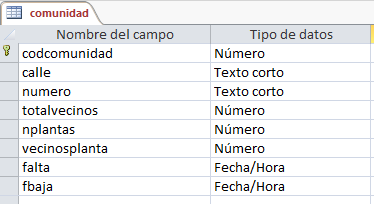 comunidad
Nombre del campo Tipo de datos
codcomunidad Número
calle Texto corto
numero Texto corto
totalvecinos Número
nplantas Número
vecinosplanta Número
falta Fecha/Hora
fbaja Fecha/Hora